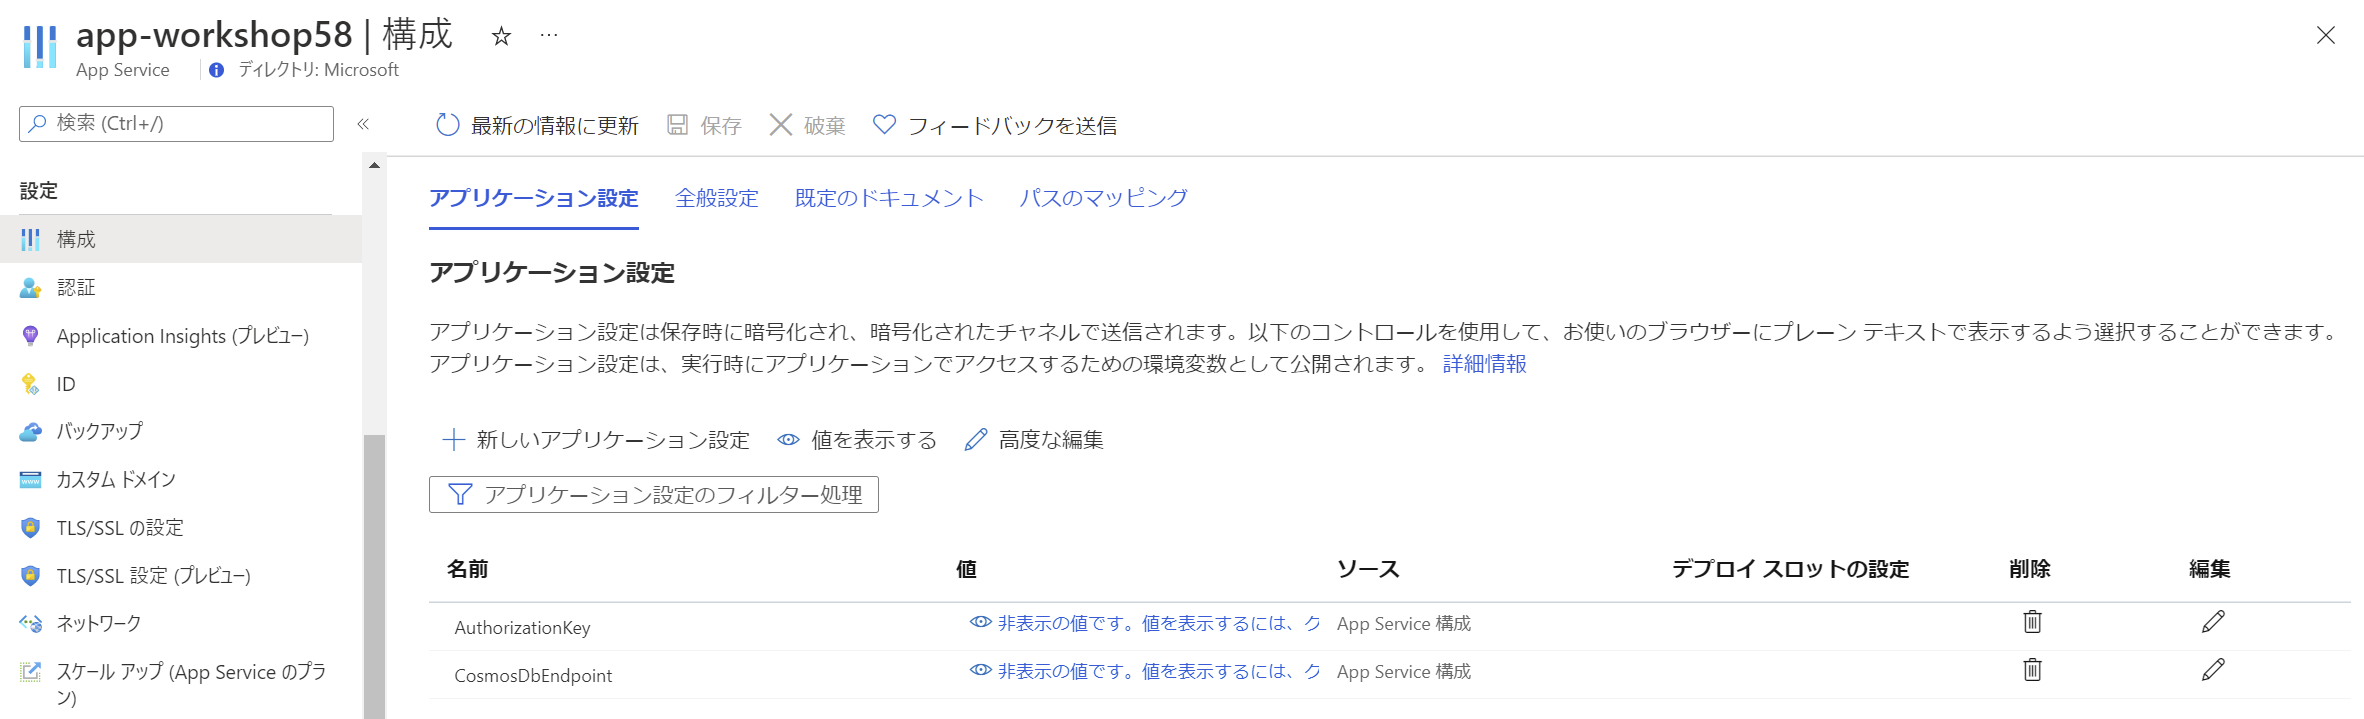 app-workshop58 | 構成
App Service
ディレクトリ: Microsoft
検索 (Ctrl+/)
設定
構成
認証
Application Insights (プレビュー)
ID
バックアップ
カスタム ドメイン
TLS/SSL の設定
TLS/SSL 設定 (プレビュー)
ネットワーク
スケール アップ (App Service のプラ
ン)
最新の情報に更新 保存 破棄 フィードバックを送信
アプリケーション設定 全般設定 既定のドキュメント パスのマッピング
アプリケーション設定
アプリケーション設定は保存時に暗号化され、暗号化されたチャネルで送信されます。以下のコントロールを使用して、お使いのブラウザーにプレーン テキストで表示するよう選択することができます。
アプリケーション設定は、実行時にアプリケーションでアクセスするための環境変数として公開されます。 詳細情報
新しいアプリケーション設定 値を表示する 高度な編集
アプリケーション設定のフィルター処理
名前 値 ソース デプロイ スロットの設定 削除 編集
AuthorizationKey 非表示の値です。値を表示するには、ク App Service 構成
CosmosDbEndpoint 非表示の値です。値を表示するには、ク App Service 構成